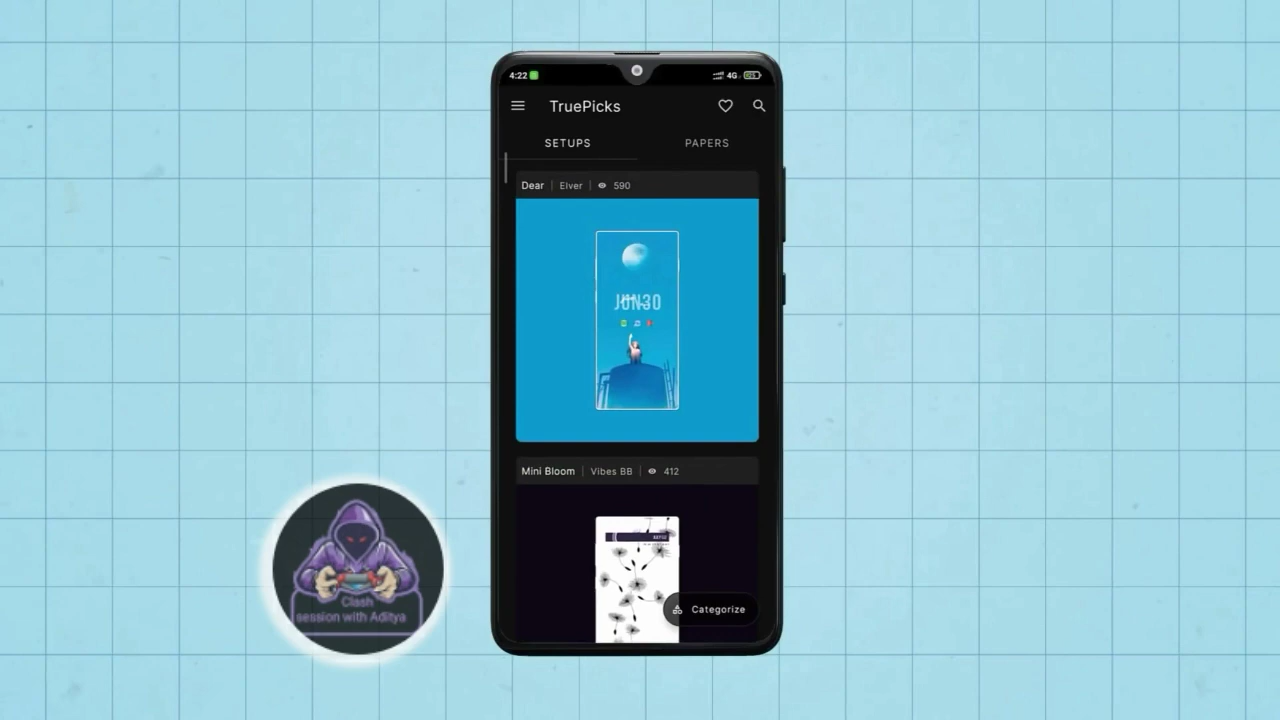 4:22
4G
TruePicks
SETUPS
PAPERS
Dear | Elver | 590
JUN30
Mini Bloom | Vibes BB | 412
Categorize
Clash
session with Aditya